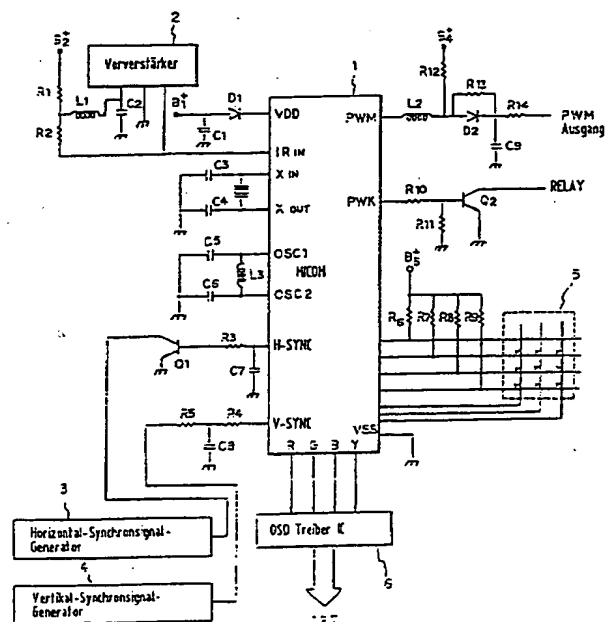 2
Vorverstärker
R1
L1
C2
R2
B1+
D1
C1
1
VDD
IR IN
X IN
X OUT
OSC1
MICOM
OSC2
H-SYNC
V-SYNC
R G B Y
VSS
PWM
PWK
C3
C4
C5
L3
C6
R3
Q1
C7
R5
R4
C8
R12
L2
R13
D2
R14
C9
PWM
Ausgang
R10
RELAY
Q2
R11
B5+
R6
R7
R8
R9
5
3
Horizontal-Synchronsignal-
Generator
4
Vertikal-Synchronsignal-
Generator
OSD Treiber IC
6